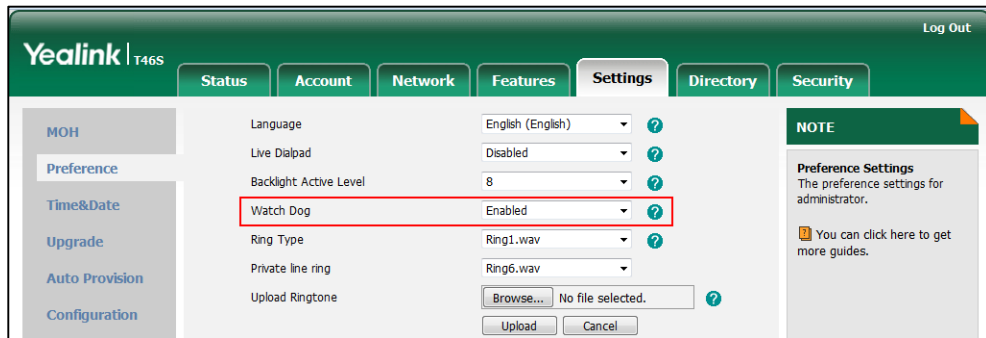 Log Out
Yealink T46S
Status Account Network Features Settings Directory Security
MOH
Preference
Time&Date
Upgrade
Auto Provision
Configuration
Language English (English) ?
Live Dialpad Disabled ?
Backlight Active Level 8 ?
Watch Dog Enabled ?
Ring Type Ring1.wav ?
Private line ring Ring6.wav
Upload Ringtone Browse... No file selected. ?
Upload Cancel
NOTE
Preference Settings
The preference settings for
administrator.
? You can click here to get
more guides.